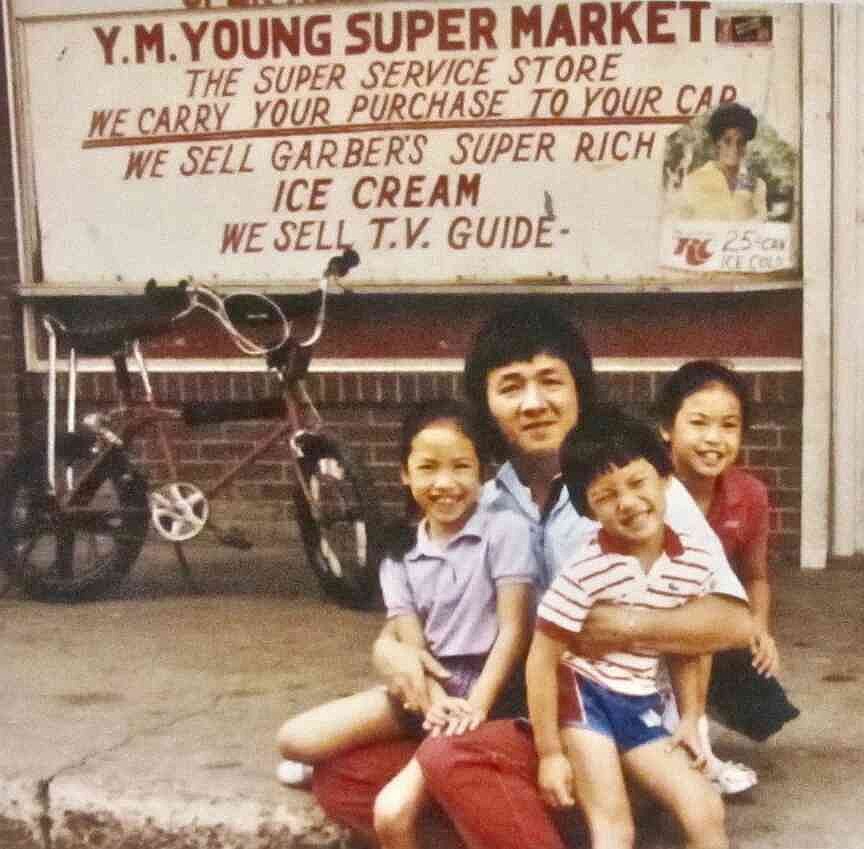 Y.M. YOUNG SUPER MARKET
THE SUPER SERVICE STORE
WE CARRY YOUR PURCHASE TO YOUR CAR
WE SELL GARBER'S SUPER RICH
ICE CREAM
WE SELL T.V. GUIDE-
RC 25¢ CAN
ICE COLD